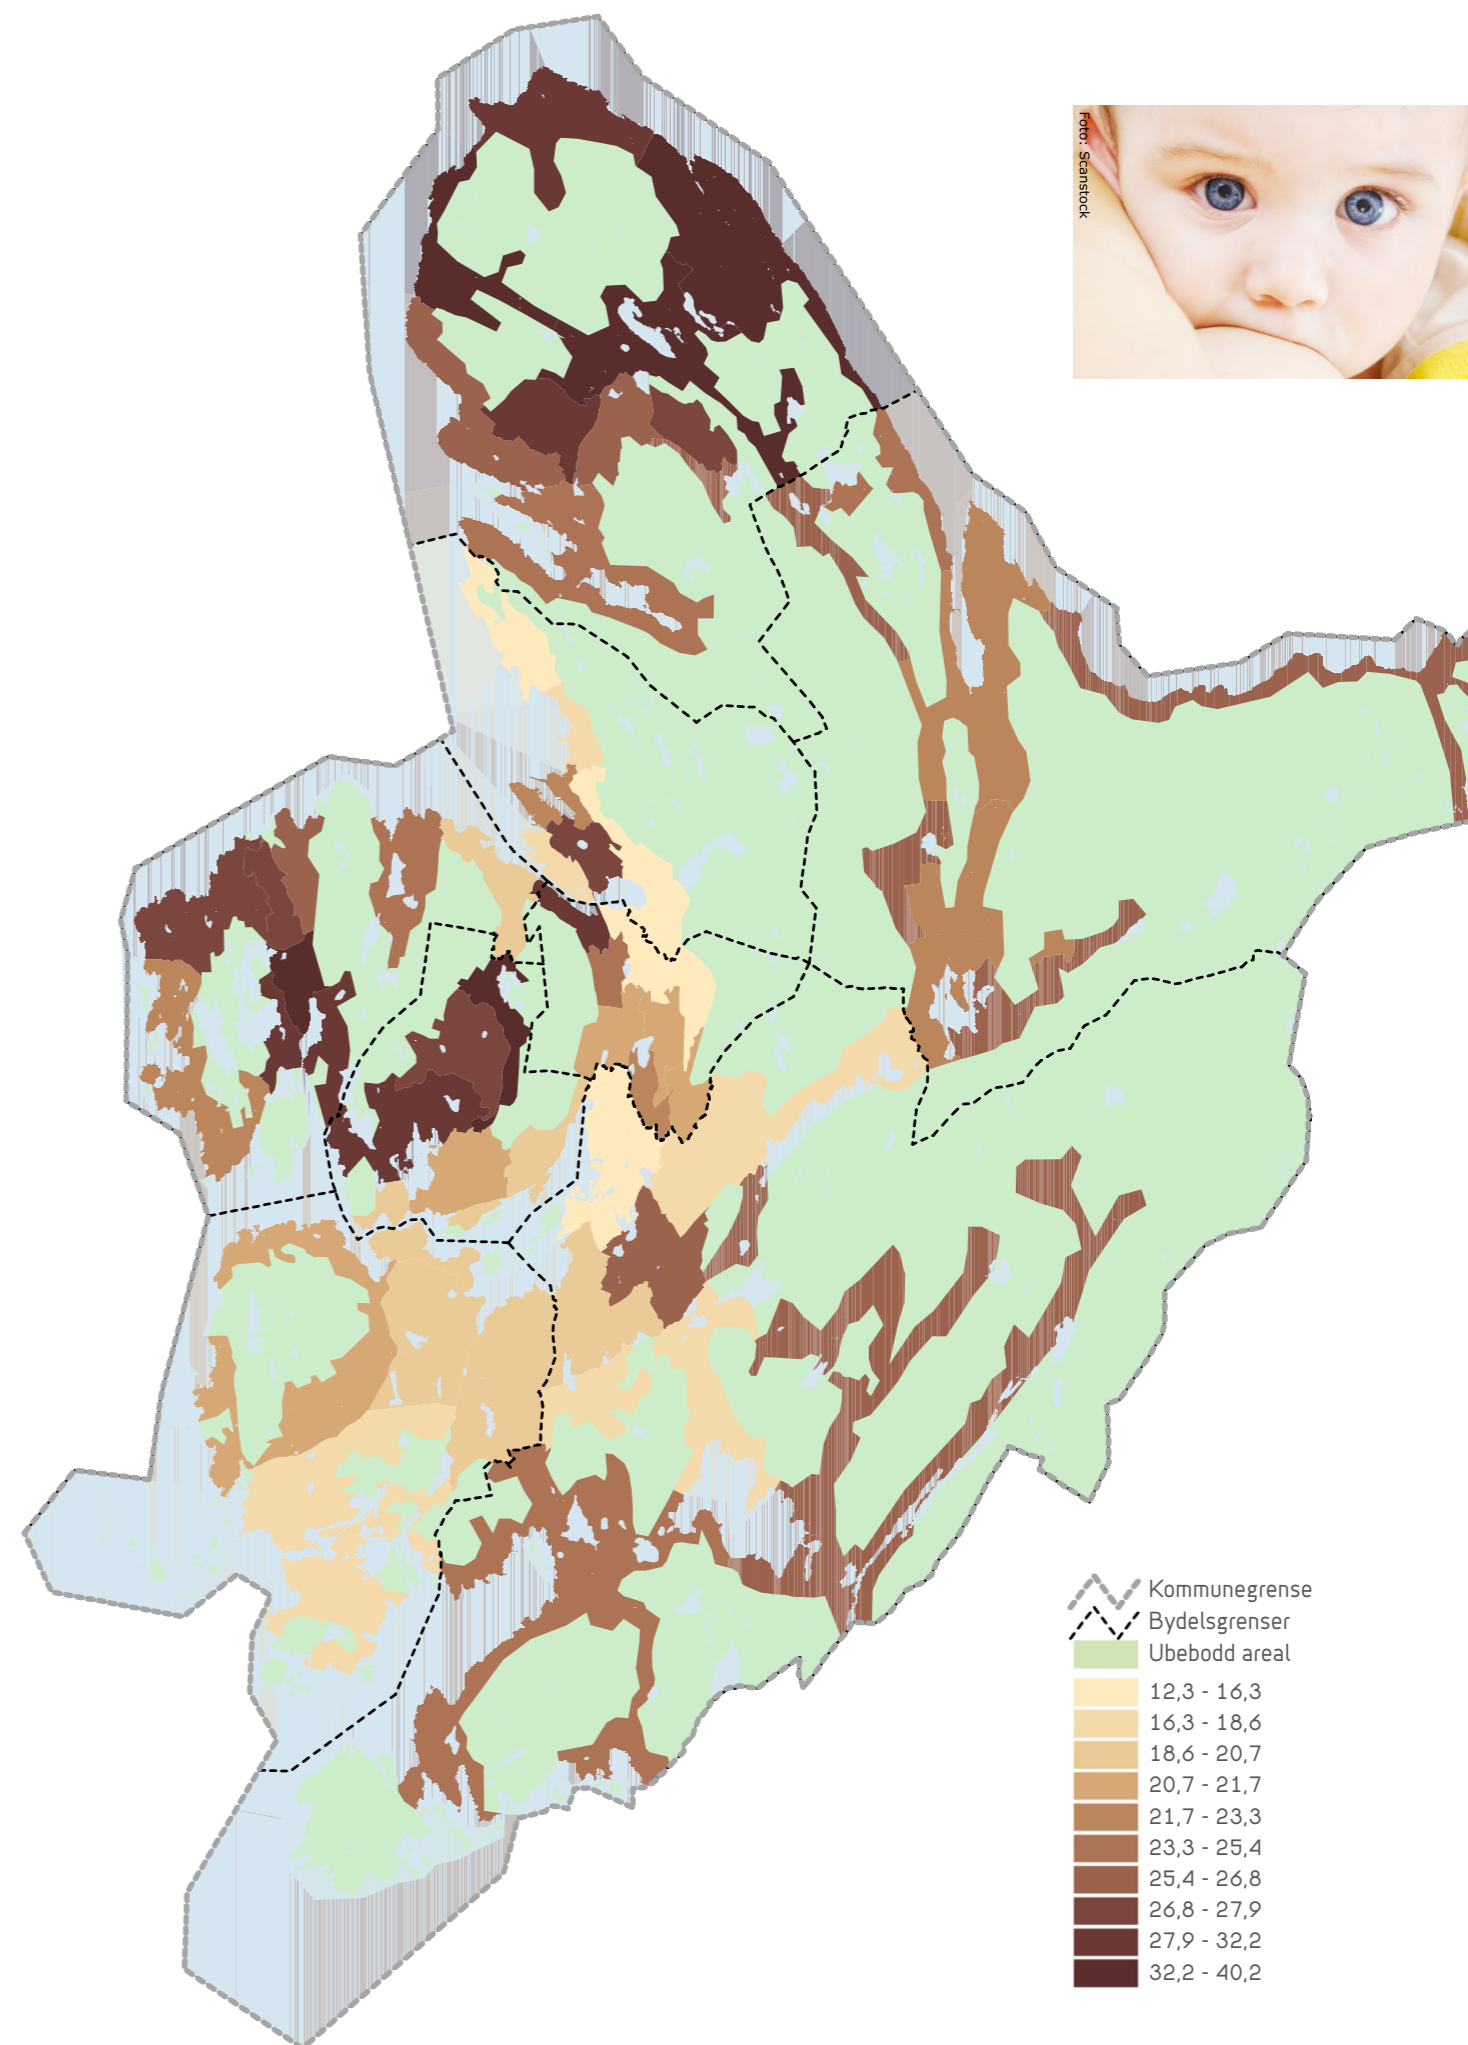 Foto: Scanstock
Kommunegrense
Bydelsgrenser
Ubebodd areal
12,3 - 16,3
16,3 - 18,6
18,6 - 20,7
20,7 - 21,7
21,7 - 23,3
23,3 - 25,4
25,4 - 26,8
26,8 - 27,9
27,9 - 32,2
32,2 - 40,2